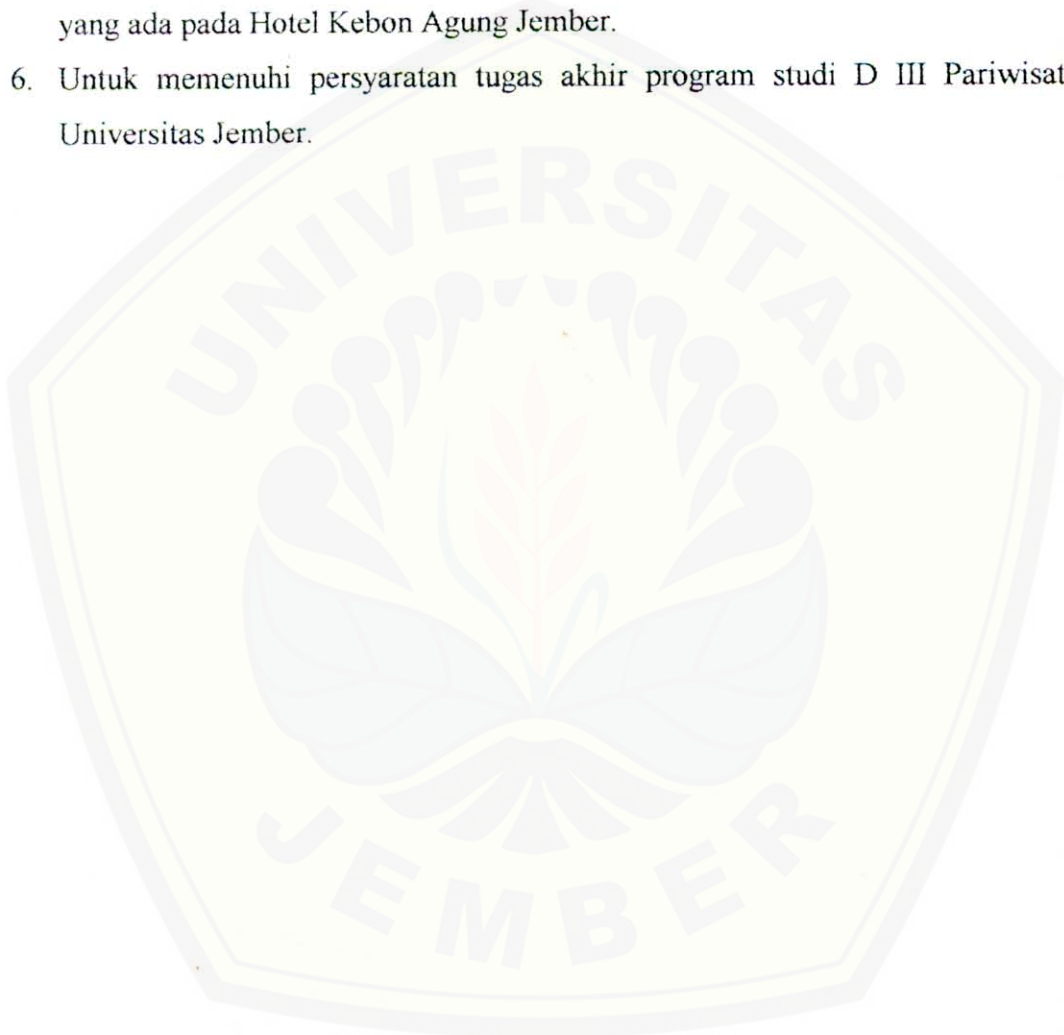 yang ada pada Hotel Kebon Agung Jember.
6. Untuk memenuhi persyaratan tugas akhir program studi D III Pariwisat
Universitas Jember.
UNIVERSITAS
JEMBER